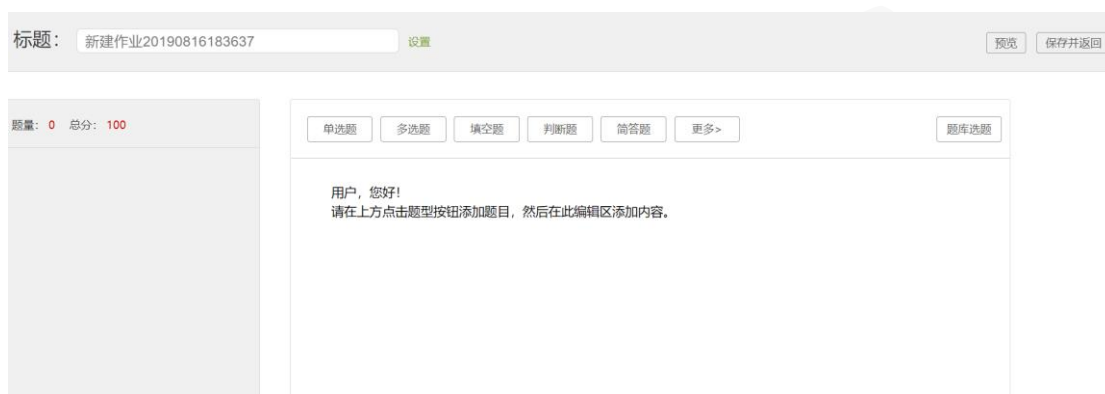 标题： 新建作业20190816183637 设置 预览 保存并返回
题量：0 总分：100
单选题 多选题 填空题 判断题 简答题 更多> 题库选题
用户，您好！
请在上方点击题型按钮添加题目，然后在此编辑区添加内容。